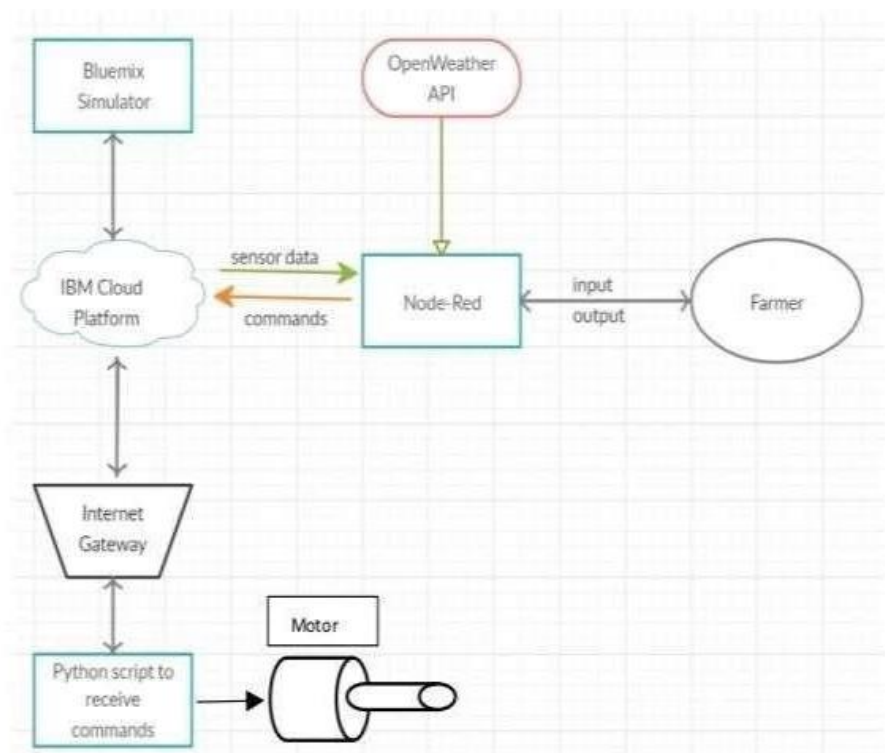 Bluemix
Simulator
OpenWeather
API
sensor data
IBM Cloud
Platform
commands
Node-Red
input
output
Farmer
Internet
Gateway
Motor
Python script to
receive
commands